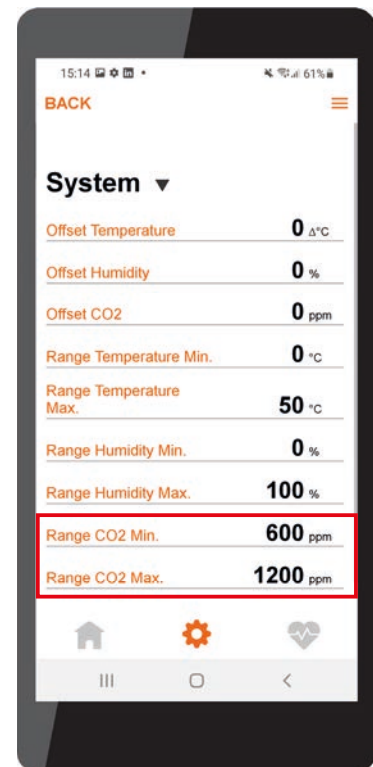 15:14 61%
BACK
System ▼
Offset Temperature 0 Δ°C
Offset Humidity 0 %
Offset CO2 0 ppm
Range Temperature Min. 0 °C
Range Temperature
Max. 50 °C
Range Humidity Min. 0 %
Range Humidity Max. 100 %
Range CO2 Min. 600 ppm
Range CO2 Max. 1200 ppm